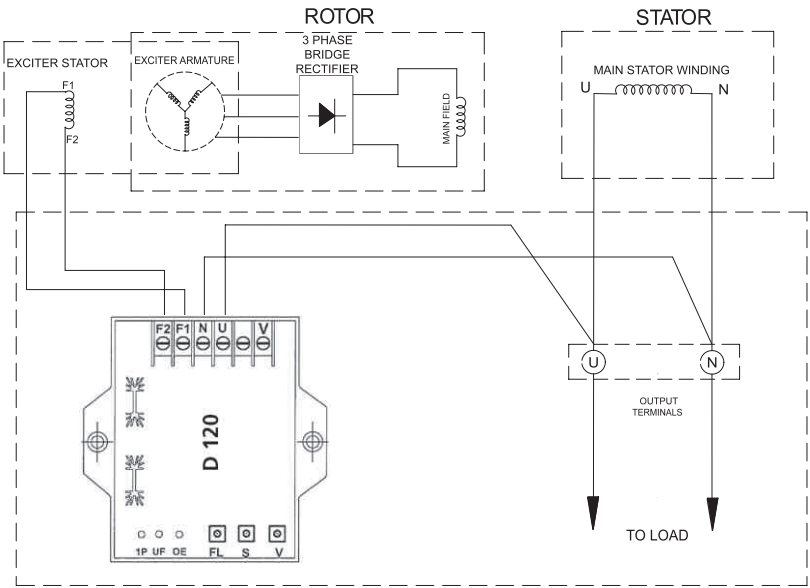 ROTOR
STATOR
EXCITER STATOR
EXCITER ARMATURE
3 PHASE
BRIDGE
RECTIFIER
MAIN FIELD
MAIN STATOR WINDING
U
N
F1
F2
F2 F1 N U V
D 120
1P UF OE FL S V
U
N
OUTPUT
TERMINALS
TO LOAD